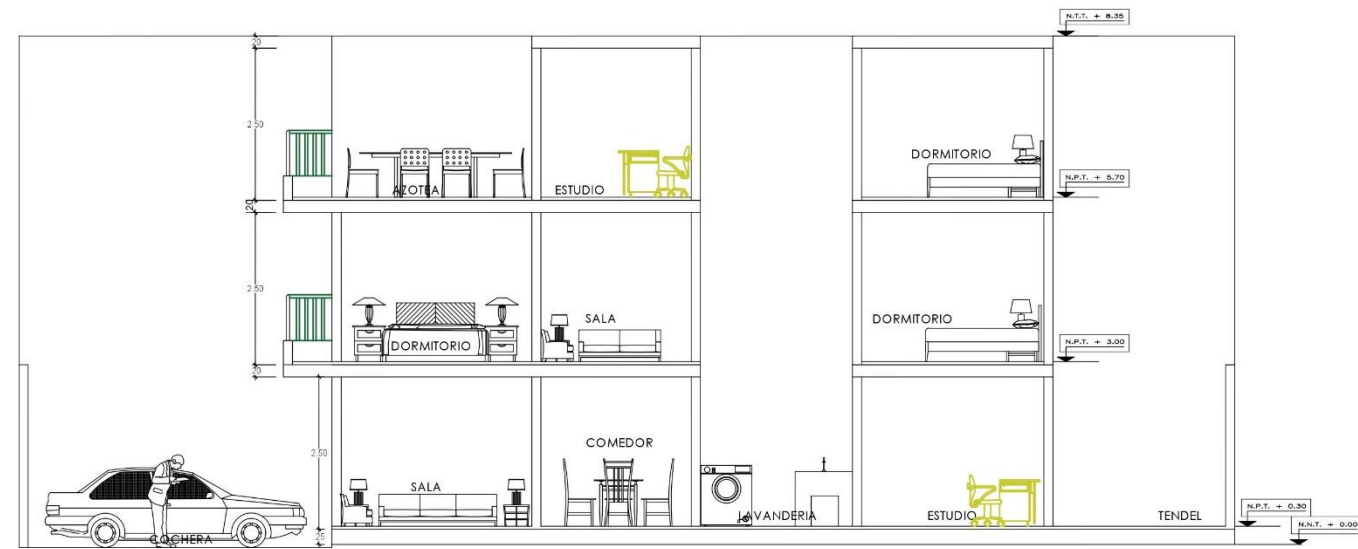 N.T.T. + 8.35
.20
2.50
DORMITORIO
AZOTEA
ESTUDIO
N.P.T. + 5.70
.20
2.50
SALA
DORMITORIO
DORMITORIO
N.P.T. + 3.00
.20
2.50
COMEDOR
SALA
LAVANDERIA
ESTUDIO
TENDEL
N.P.T. + 0.30
N.N.T. + 0.00
COCHERA
.25